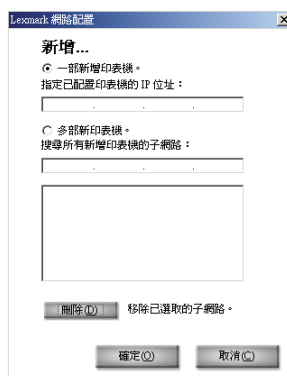 Lexmark 網路配置
新增...
一部新增印表機。
指定已配置印表機的 IP 位址：
多部新印表機。
搜尋所有新增印表機的子網路：
刪除(D) 移除已選取的子網路。
確定(O) 取消(C)